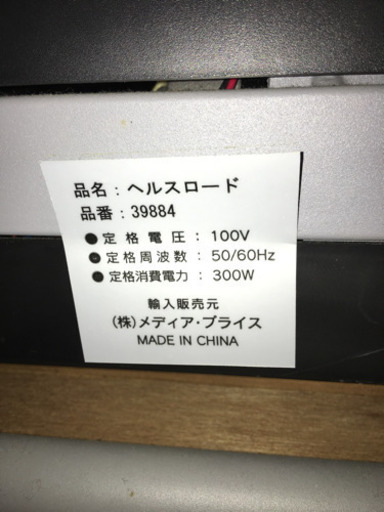 品名：ヘルスロード
品番：39884
●定格電圧：100V
●定格周波数：50/60Hz
●定格消費電力：300W
輸入販売元
(株)メディア・プライス
MADE IN CHINA